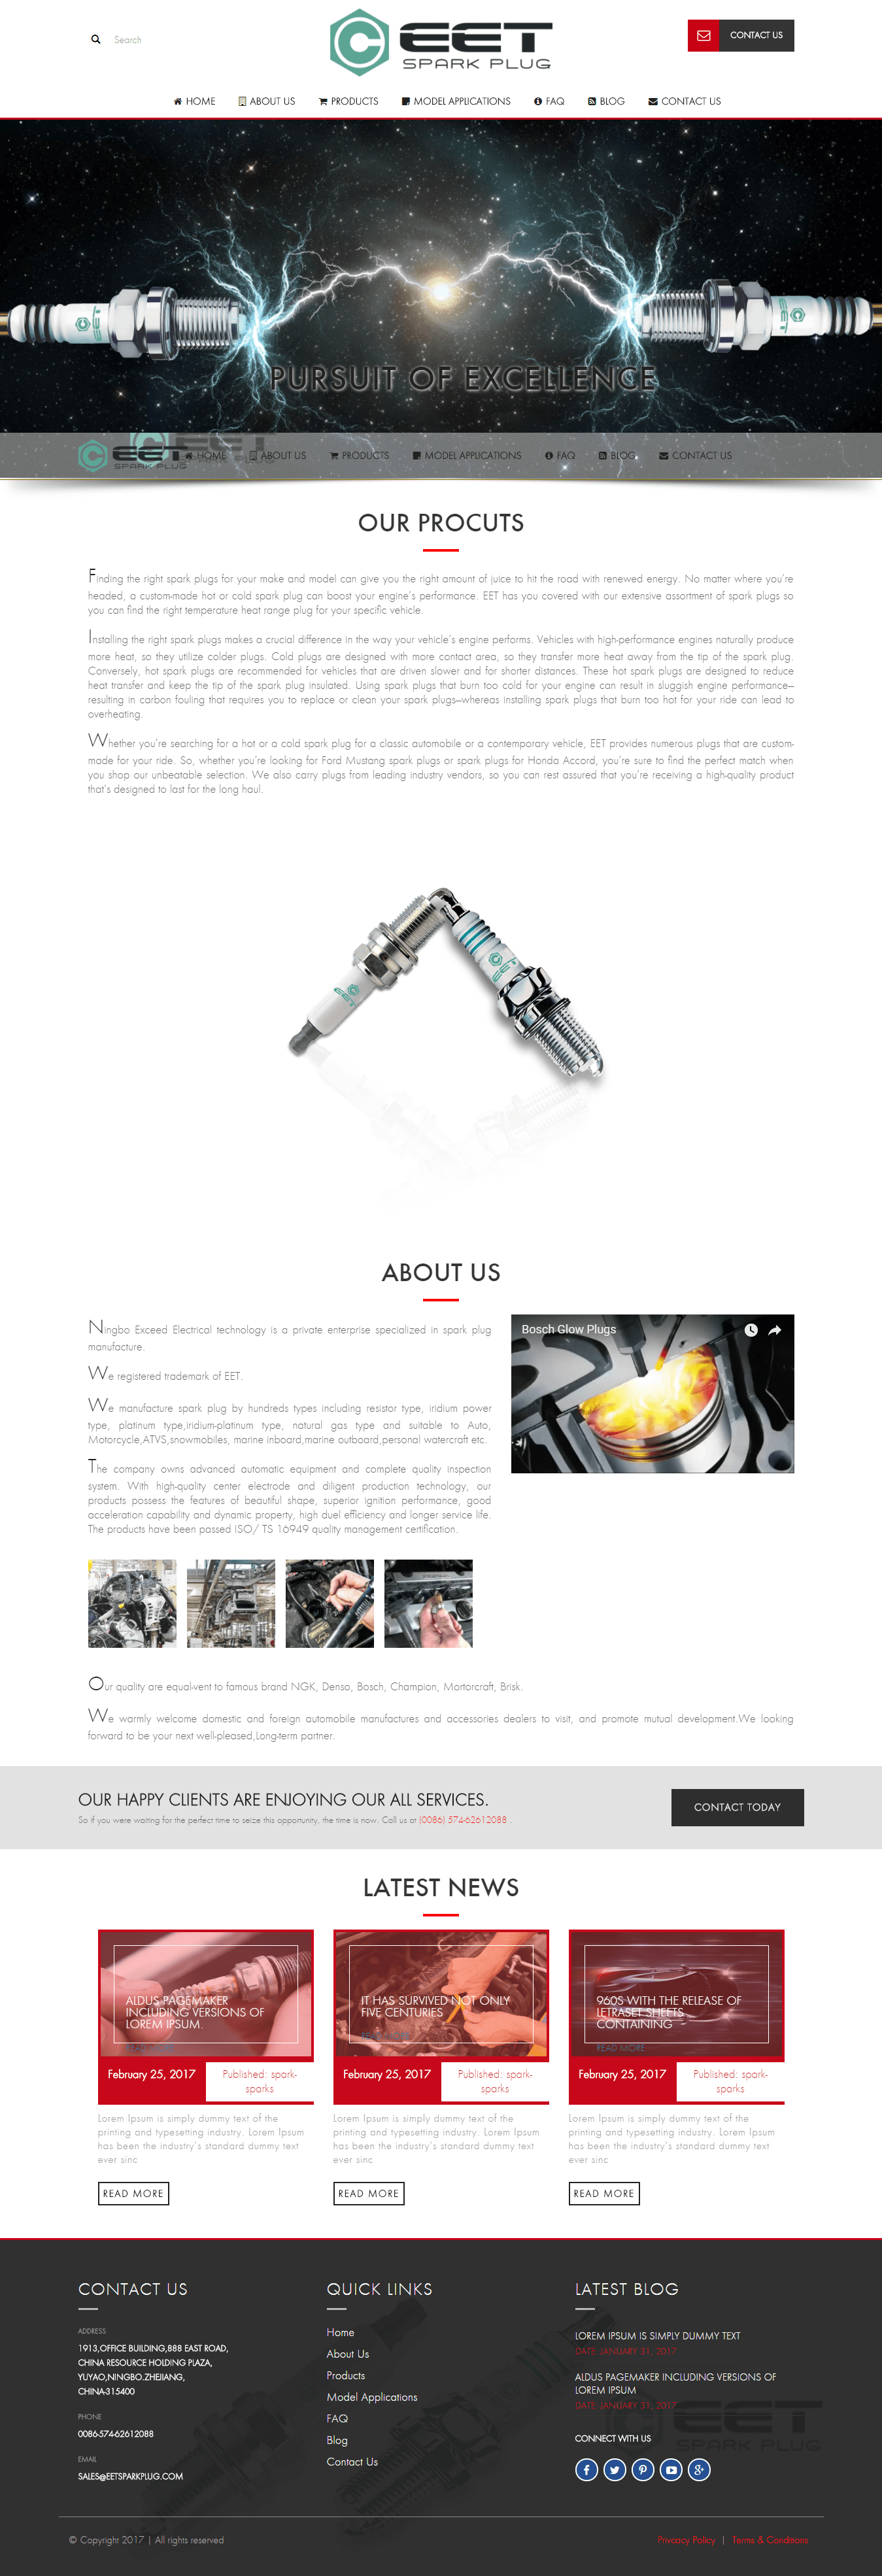 Search
EET
SPARK PLUG
CONTACT US
HOME
ABOUT US
PRODUCTS
MODEL APPLICATIONS
FAQ
BLOG
CONTACT US
EET
EET
PURSUIT OF EXCELLENCE
EET
SPARK PLUG
HOME
ABOUT US
PRODUCTS
MODEL APPLICATIONS
FAQ
BLOG
CONTACT US
OUR PROCUTS
Finding the right spark plugs for your make and model can give you the right amount of juice to hit the road with renewed energy. No matter where you're
headed, a custom-made hot or cold spark plug can boost your engine's performance. EET has you covered with our extensive assortment of spark plugs so
you can find the right temperature heat range plug for your specific vehicle.
Installing the right spark plugs makes a crucial difference in the way your vehicle's engine performs. Vehicles with high-performance engines naturally produce
more heat, so they utilize colder plugs. Cold plugs are designed with more contact area, so they transfer more heat away from the tip of the spark plug.
Conversely, hot spark plugs are recommended for vehicles that are driven slower and for shorter distances. These hot spark plugs are designed to reduce
heat transfer and keep the tip of the spark plug insulated. Using spark plugs that burn too cold for your engine can result in sluggish engine performance—
resulting in carbon fouling that requires you to replace or clean your spark plugs—whereas installing spark plugs that burn too hot for your ride can lead to
overheating.
Whether you're searching for a hot or a cold spark plug for a classic automobile or a contemporary vehicle, EET provides numerous plugs that are custom-
made for your ride. So, whether you're looking for Ford Mustang spark plugs or spark plugs for Honda Accord, you're sure to find the perfect match when
you shop our unbeatable selection. We also carry plugs from leading industry vendors, so you can rest assured that you're receiving a high-quality product
that's designed to last for the long haul.
EET
EET
ABOUT US
Ningbo Exceed Electrical technology is a private enterprise specialized in spark plug
manufacture.
We registered trademark of EET.
We manufacture spark plug by hundreds types including resistor type, iridium power
type, platinum type,iridium-platinum type, natural gas type and suitable to Auto,
Motorcycle,ATVS,snowmobiles, marine inboard,marine outboard,personal watercraft etc.
The company owns advanced automatic equipment and complete quality inspection
system. With high-quality center electrode and diligent production technology, our
products possess the features of beautiful shape, superior ignition performance, good
acceleration capability and dynamic property, high duel efficiency and longer service life.
The products have been passed ISO/ TS 16949 quality management certification.
Bosch Glow Plugs
Our quality are equal-vent to famous brand NGK, Denso, Bosch, Champion, Mortorcraft, Brisk.
We warmly welcome domestic and foreign automobile manufactures and accessories dealers to visit, and promote mutual development.We looking
forward to be your next well-pleased,Long-term partner.
OUR HAPPY CLIENTS ARE ENJOYING OUR ALL SERVICES.
So if you were waiting for the perfect time to seize this opportunity, the time is now. Call us at (0086) 574-62612088 .
CONTACT TODAY
LATEST NEWS
ALDUS PAGEMAKER
INCLUDING VERSIONS OF
LOREM IPSUM.
READ MORE
IT HAS SURVIVED NOT ONLY
FIVE CENTURIES
READ MORE
960S WITH THE RELEASE OF
LETRASET SHEETS
CONTAINING
READ MORE
February 25, 2017
Published: spark-
sparks
February 25, 2017
Published: spark-
sparks
February 25, 2017
Published: spark-
sparks
Lorem Ipsum is simply dummy text of the
printing and typesetting industry. Lorem Ipsum
has been the industry's standard dummy text
ever sinc
Lorem Ipsum is simply dummy text of the
printing and typesetting industry. Lorem Ipsum
has been the industry's standard dummy text
ever sinc
Lorem Ipsum is simply dummy text of the
printing and typesetting industry. Lorem Ipsum
has been the industry's standard dummy text
ever sinc
READ MORE
READ MORE
READ MORE
CONTACT US
ADDRESS
1913,OFFICE BUILDING,888 EAST ROAD,
CHINA RESOURCE HOLDING PLAZA,
YUYAO,NINGBO.ZHEJIANG,
CHINA-315400
PHONE
0086-574-62612088
EMAIL
SALES@EETSPARKPLUG.COM
QUICK LINKS
Home
About Us
Products
Model Applications
FAQ
Blog
Contact Us
LATEST BLOG
LOREM IPSUM IS SIMPLY DUMMY TEXT
DATE: JANUARY 31, 2017
ALDUS PAGEMAKER INCLUDING VERSIONS OF
LOREM IPSUM
DATE: JANUARY 31, 2017
CONNECT WITH US
EET
SPARK PLUG
© Copyright 2017 | All rights reserved
Privcacy Policy | Terms & Conditions